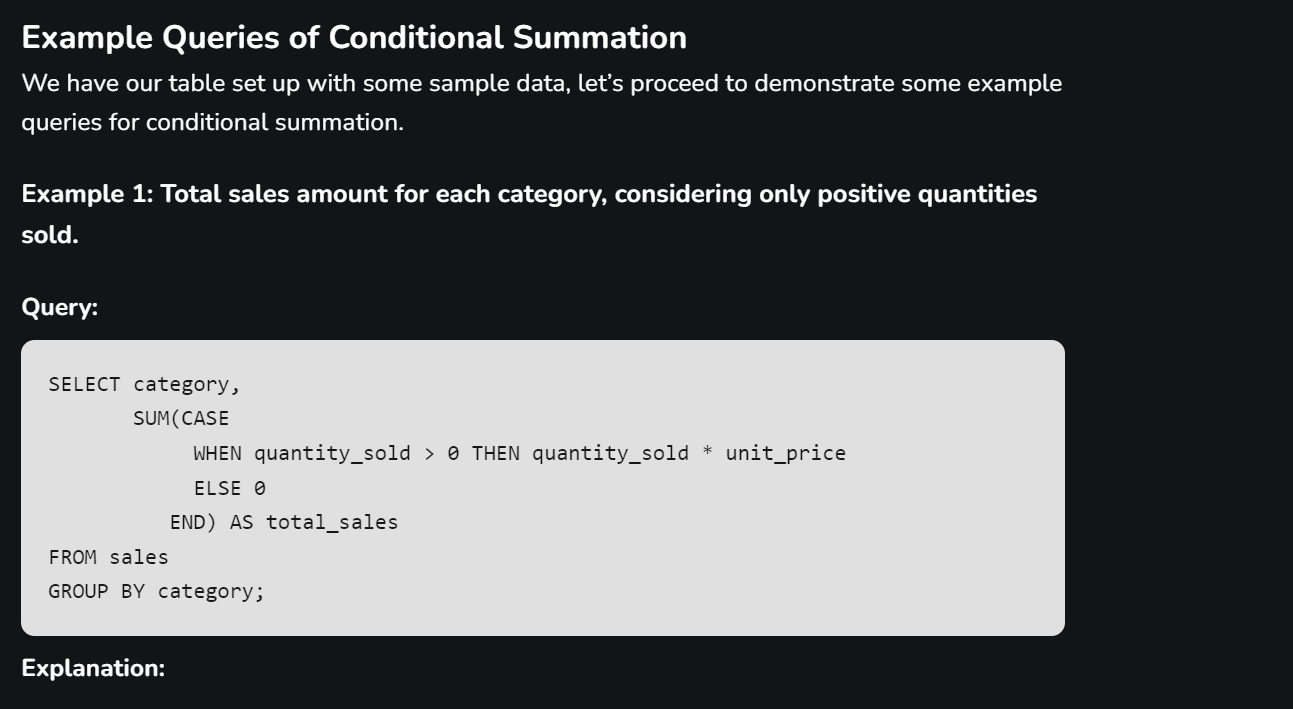 Example Queries of Conditional Summation
We have our table set up with some sample data, let’s proceed to demonstrate some example
queries for conditional summation.
Example 1: Total sales amount for each category, considering only positive quantities
sold.
Query:
SELECT category,
       SUM(CASE
            WHEN quantity_sold > 0 THEN quantity_sold * unit_price
            ELSE 0
          END) AS total_sales
FROM sales
GROUP BY category;
Explanation: